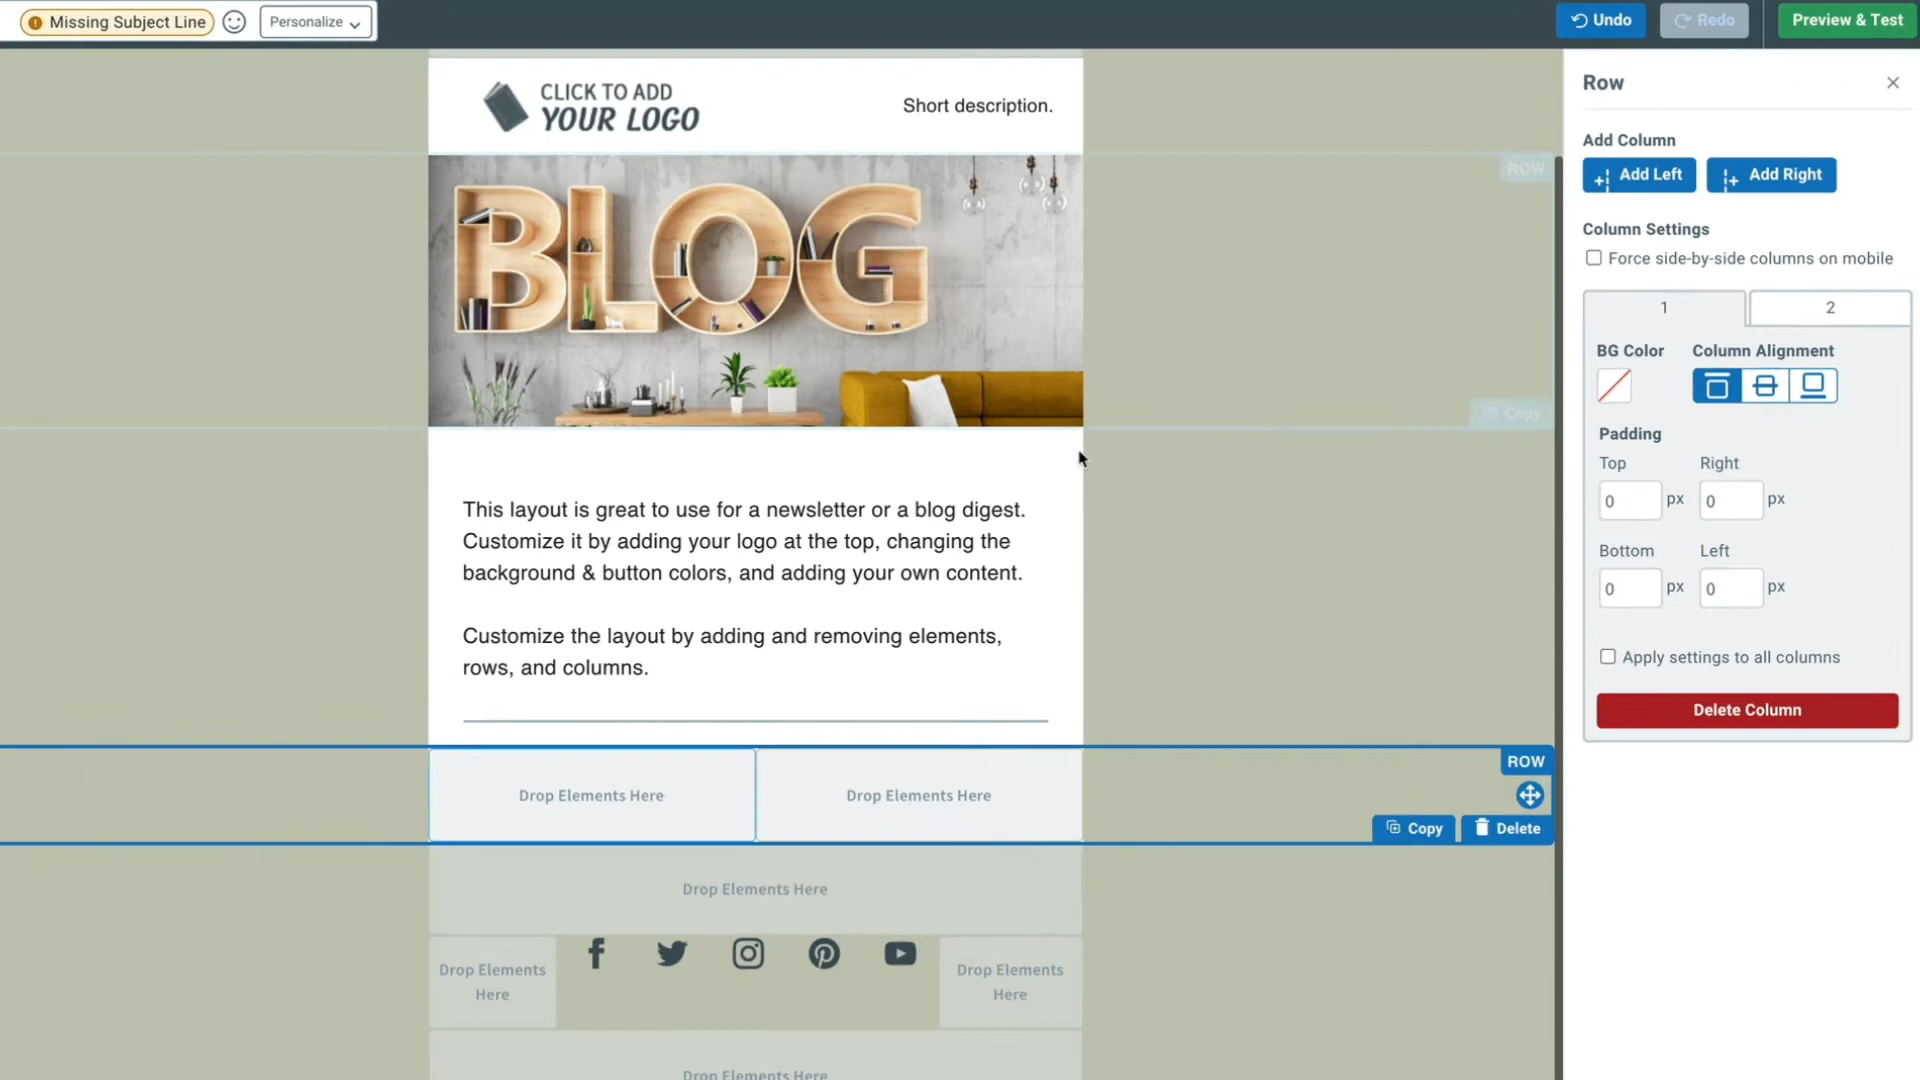 Missing Subject Line
Personalize
Undo
Redo
Preview & Test
CLICK TO ADD
YOUR LOGO
Short description.
BLOG
ROW
Copy
This layout is great to use for a newsletter or a blog digest.
Customize it by adding your logo at the top, changing the
background & button colors, and adding your own content.
Customize the layout by adding and removing elements,
rows, and columns.
Drop Elements Here
Drop Elements Here
ROW
Copy
Delete
Drop Elements Here
Drop Elements
Here
Drop Elements
Here
Drop Elements Here
Row
Add Column
Add Left
Add Right
Column Settings
Force side-by-side columns on mobile
1
2
BG Color
Column Alignment
Padding
Top
Right
0 px
0 px
Bottom
Left
0 px
0 px
Apply settings to all columns
Delete Column